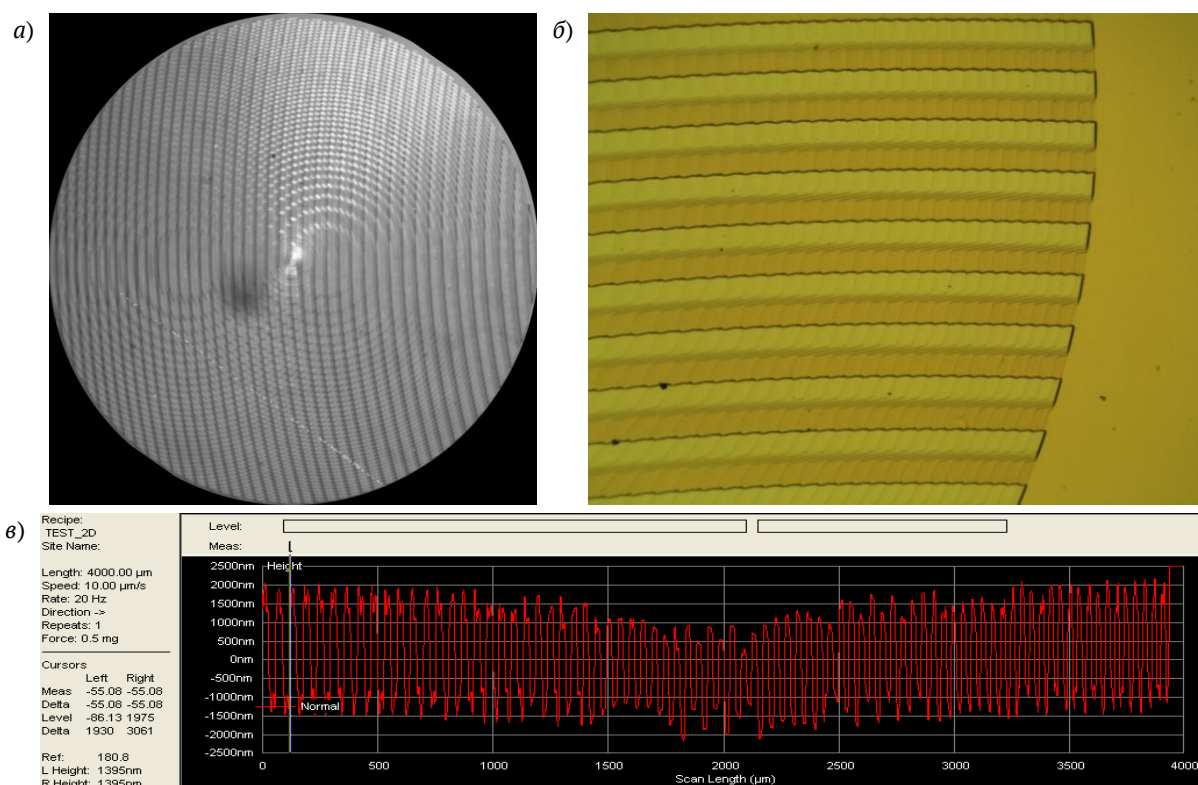 а)
б)
в)
Recipe:
TEST_2D
Site Name:
Length: 4000.00 µm
Speed: 10.00 µm/s
Rate: 20 Hz
Direction ->
Repeats: 1
Force: 0.5 mg
Cursors
Left Right
Meas -55.08 -55.08
Delta -55.08 -55.08
Level -86.13 1975
Delta 1930 3061
Ref: 180.8
L Height: 1395nm
R Height: 1395nm
Level:
Meas:
Height
2500nm
2000nm
1500nm
1000nm
500nm
0nm
-500nm
-1000nm
-1500nm
-2000nm
-2500nm
Normal
0 500 1000 1500 2000 2500 3000 3500 4000
Scan Length (µm)